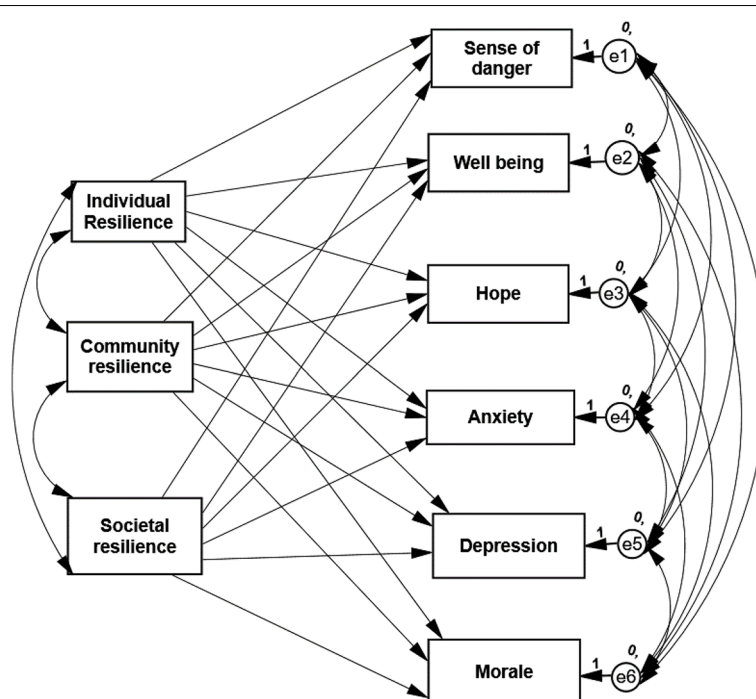 0,
Sense of
danger
1
e1
0,
Well being
1
e2
Individual
Resilience
0,
Hope
1
e3
Community
resilience
0,
Anxiety
1
e4
Societal
resilience
0,
Depression
1
e5
0,
Morale
1
e6